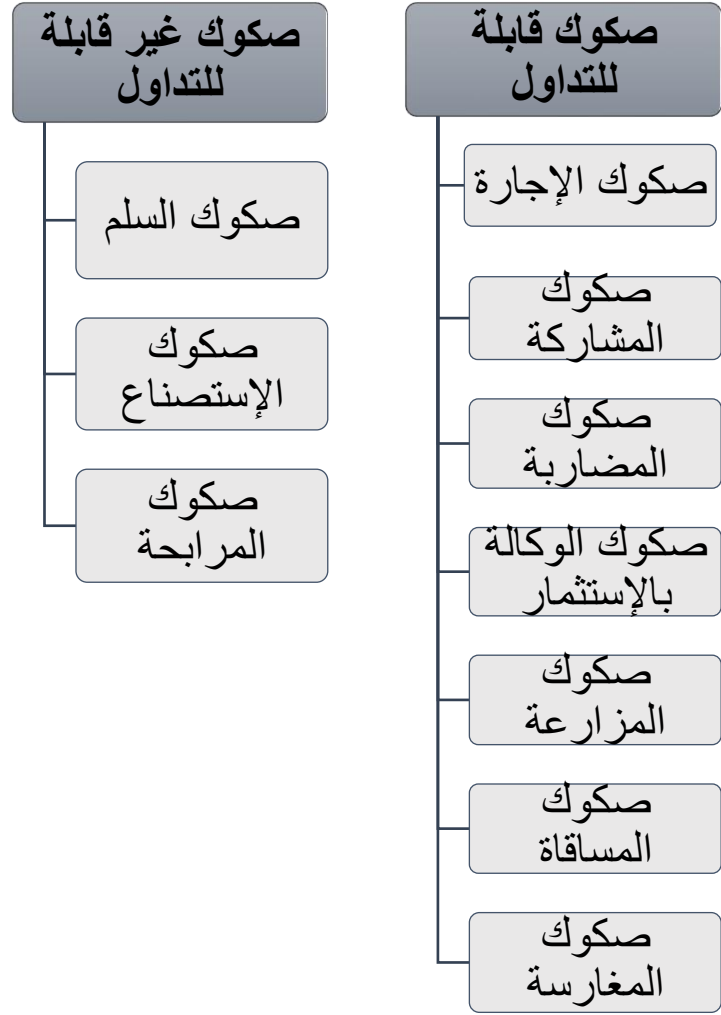 صكوك قابلة
للتداول
صكوك الإجارة
صكوك
المشاركة
صكوك
المضاربة
صكوك الوكالة
بالإستثمار
صكوك
المزارعة
صكوك
المساقاة
صكوك
المغارسة
صكوك غير قابلة
للتداول
صكوك السلم
صكوك
الإستصناع
صكوك
المرابحة